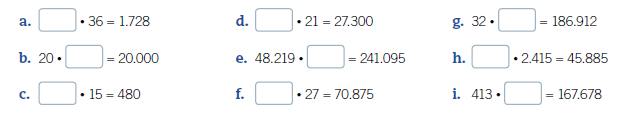 a. • 36 = 1.728
d. • 21 = 27.300
g. 32 • = 186.912
b. 20 • = 20.000
e. 48.219 • = 241.095
h. • 2.415 = 45.885
c. • 15 = 480
f. • 27 = 70.875
i. 413 • = 167.678